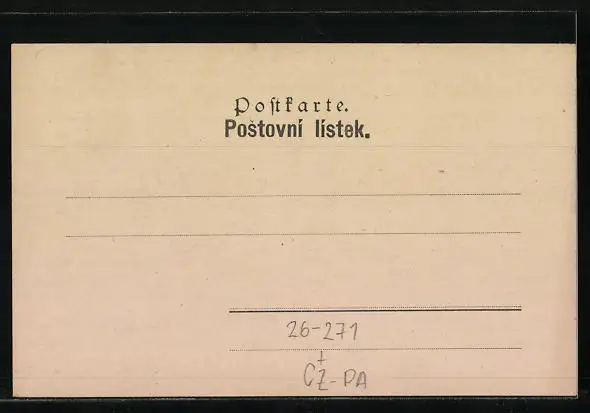 Poſtkarte.
Poštovní lístek.
26-271
+
CZ-PA